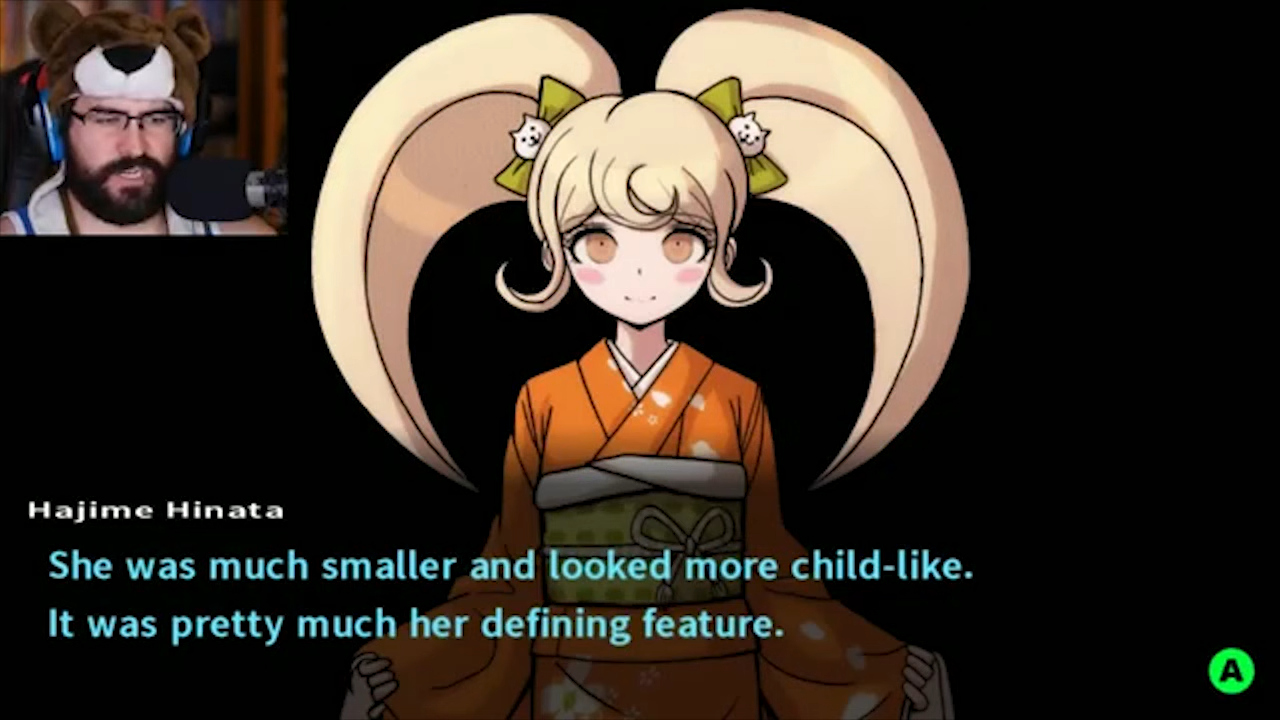 Hajime Hinata
She was much smaller and looked more child-like.
It was pretty much her defining feature.
A